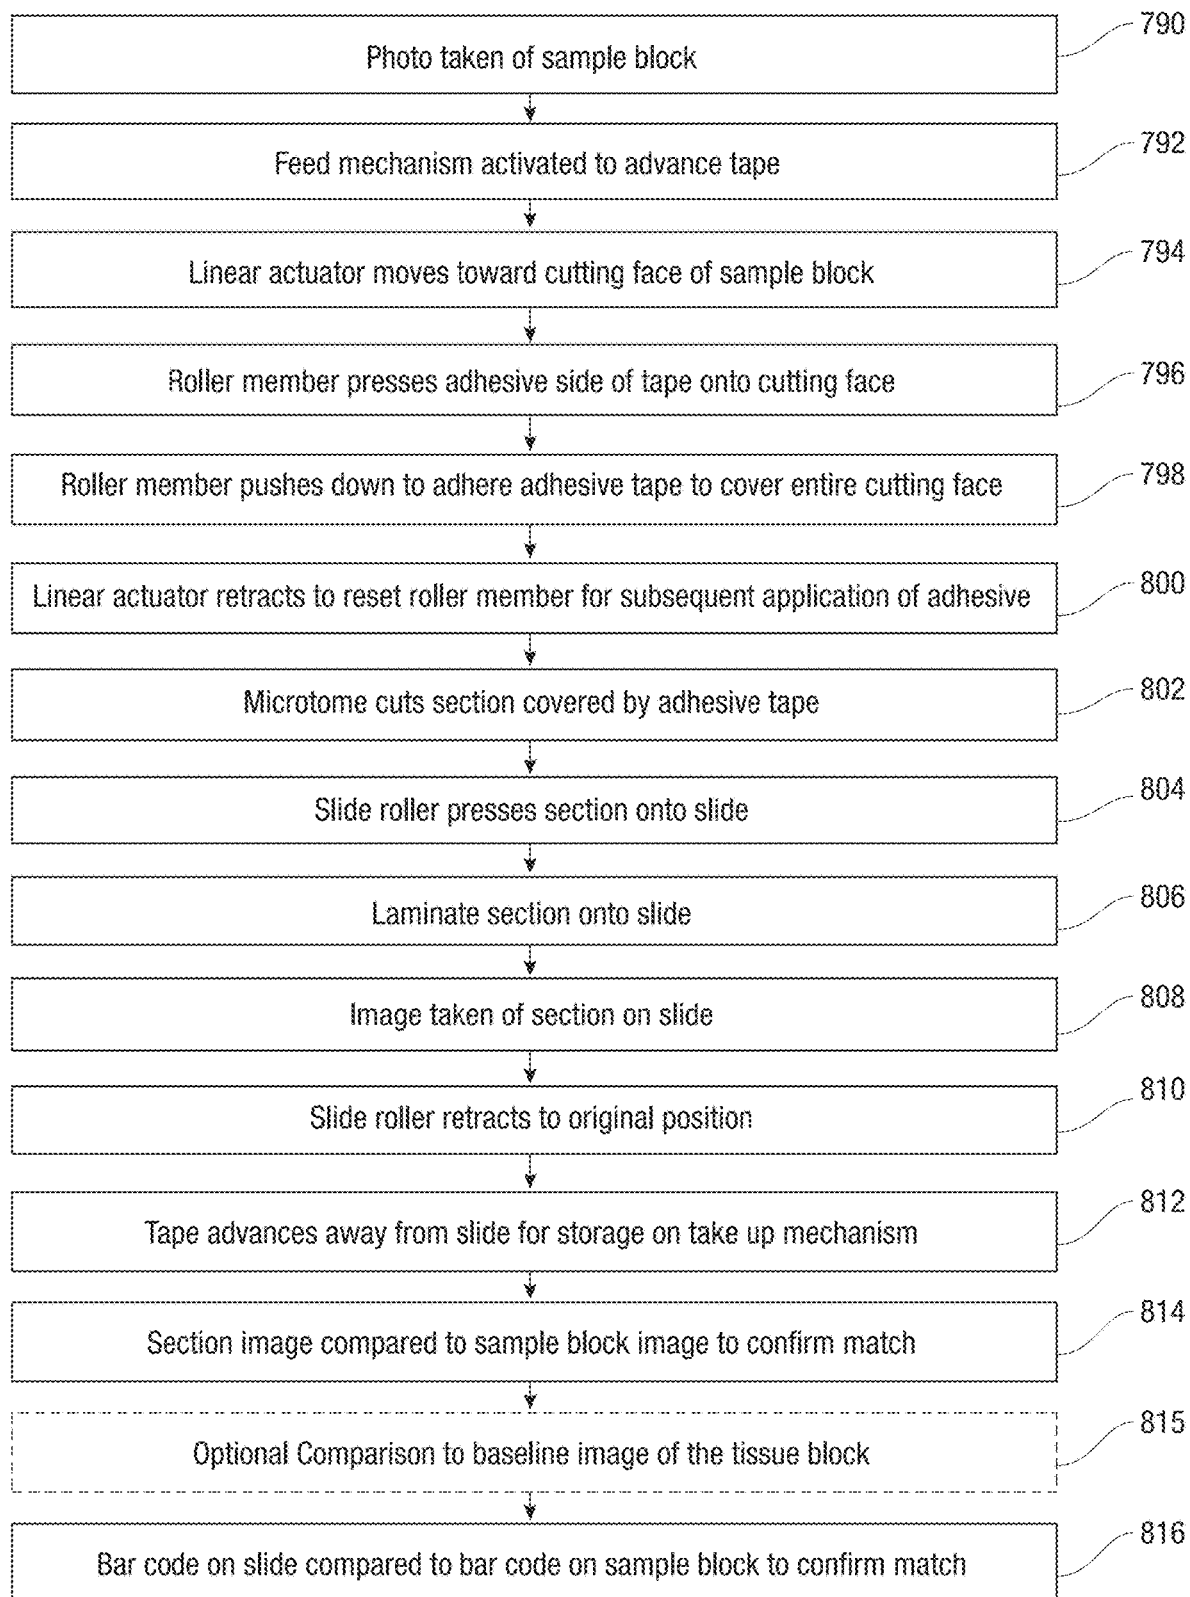 Photo taken of sample block 790
Feed mechanism activated to advance tape 792
Linear actuator moves toward cutting face of sample block 794
Roller member presses adhesive side of tape onto cutting face 796
Roller member pushes down to adhere adhesive tape to cover entire cutting face 798
Linear actuator retracts to reset roller member for subsequent application of adhesive 800
Microtome cuts section covered by adhesive tape 802
Slide roller presses section onto slide 804
Laminate section onto slide 806
Image taken of section on slide 808
Slide roller retracts to original position 810
Tape advances away from slide for storage on take up mechanism 812
Section image compared to sample block image to confirm match 814
Optional Comparison to baseline image of the tissue block 815
Bar code on slide compared to bar code on sample block to confirm match 816